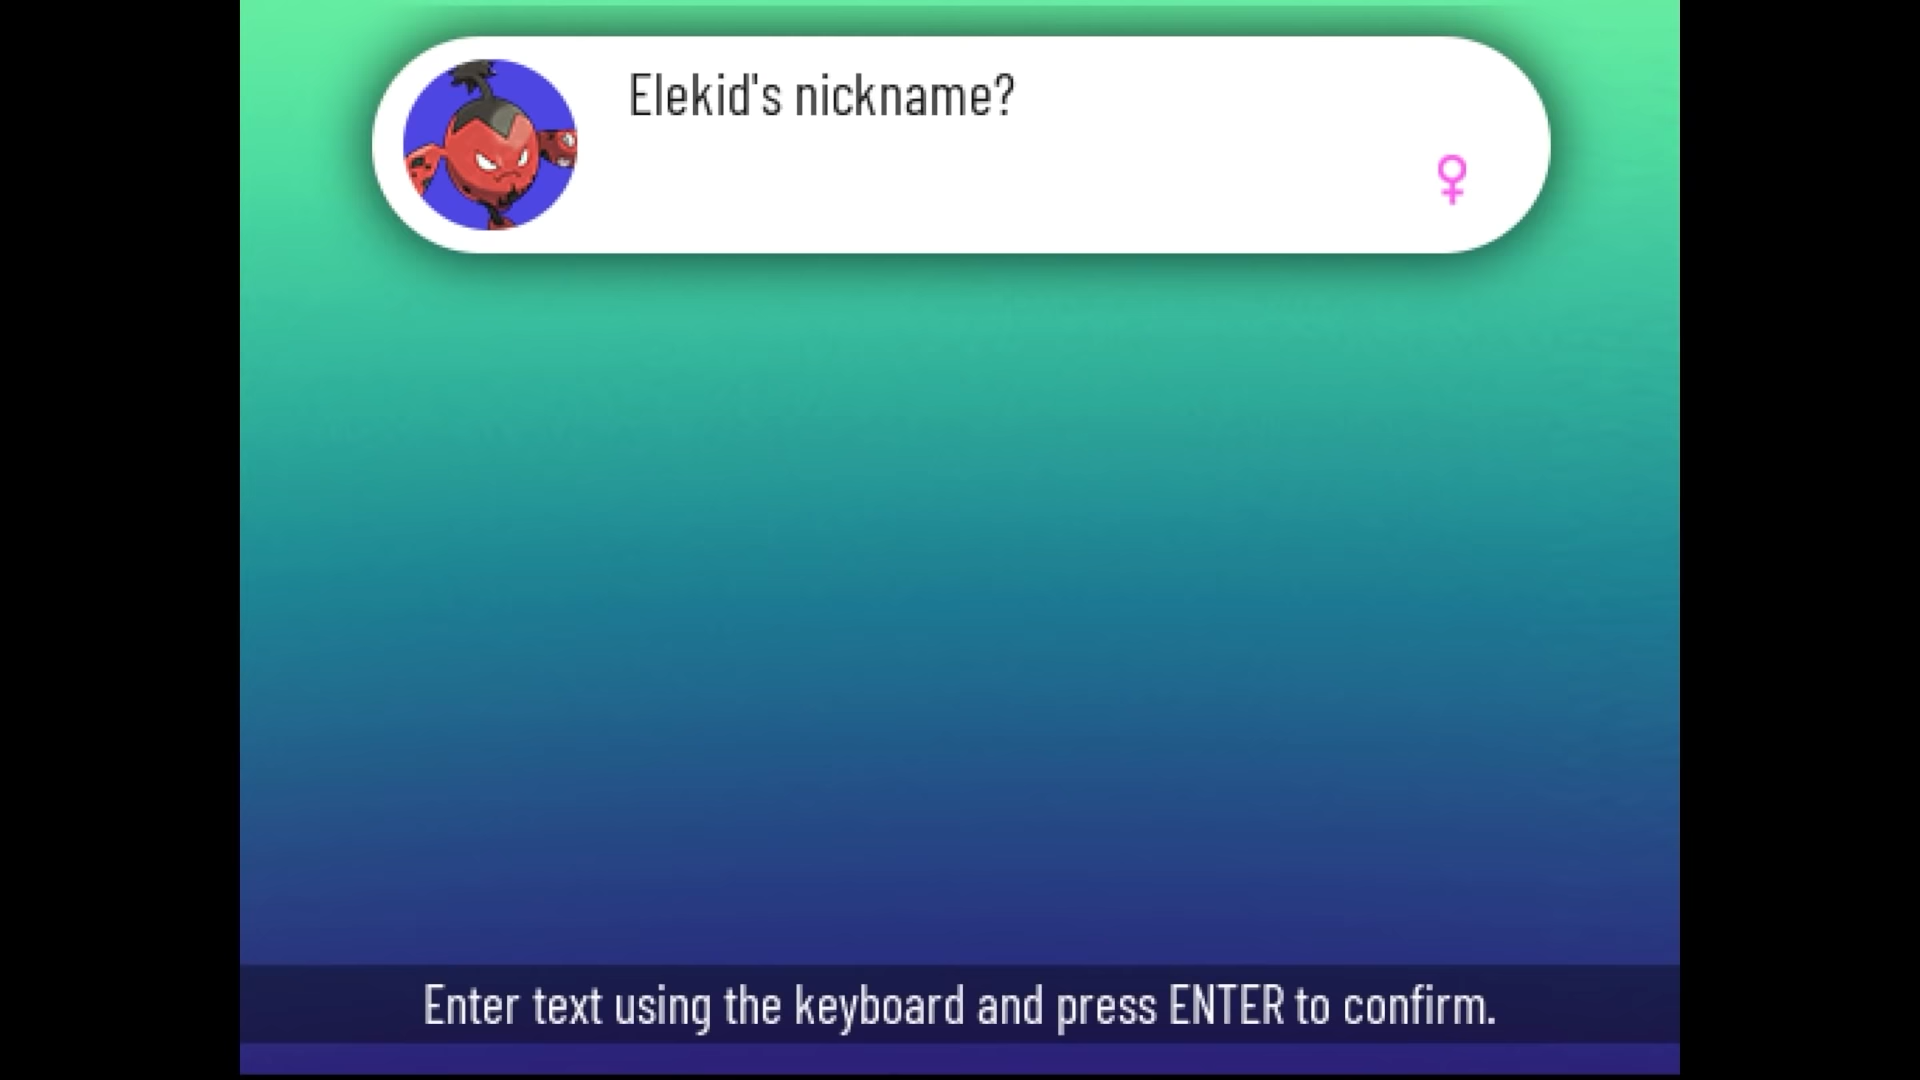 Elekid's nickname?
♀
Enter text using the keyboard and press ENTER to confirm.